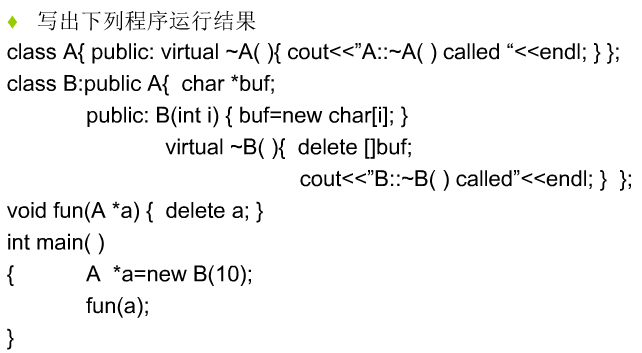 ♦ 写出下列程序运行结果
class A{ public: virtual ~A( ){ cout<<”A::~A( ) called “<<endl; } };
class B:public A{ char *buf;
public: B(int i) { buf=new char[i]; }
virtual ~B( ){ delete []buf;
cout<<”B::~B( ) called”<<endl; } };
void fun(A *a) { delete a; }
int main( )
{ A *a=new B(10);
fun(a);
}